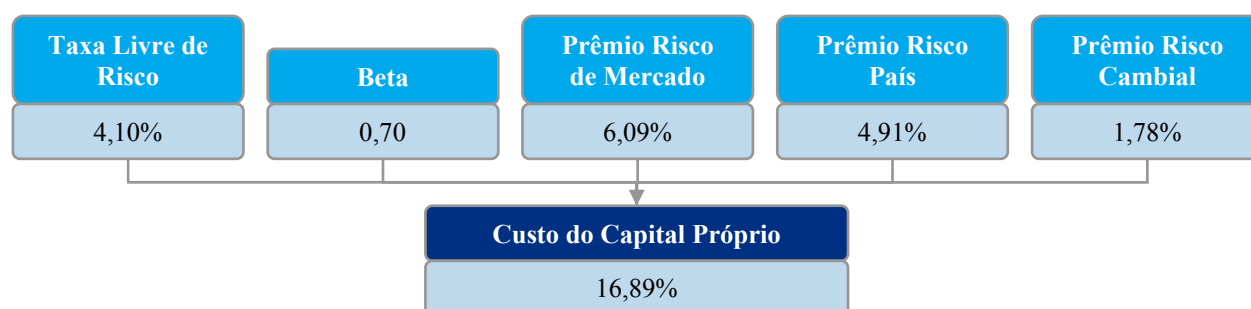 Taxa Livre de
Risco
4,10%
Beta
0,70
Prêmio Risco
de Mercado
6,09%
Prêmio Risco
País
4,91%
Prêmio Risco
Cambial
1,78%
Custo do Capital Próprio
16,89%